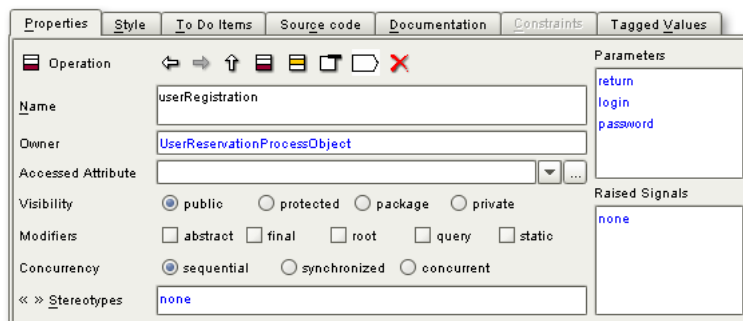 Properties Style To Do Items Source code Documentation Constraints Tagged Values
Operation
Parameters
return
login
password
Name userRegistration
Owner UserReservationProcessObject
Accessed Attribute ...
Raised Signals
none
Visibility public protected package private
Modifiers abstract final root query static
Concurrency sequential synchronized concurrent
« » Stereotypes none